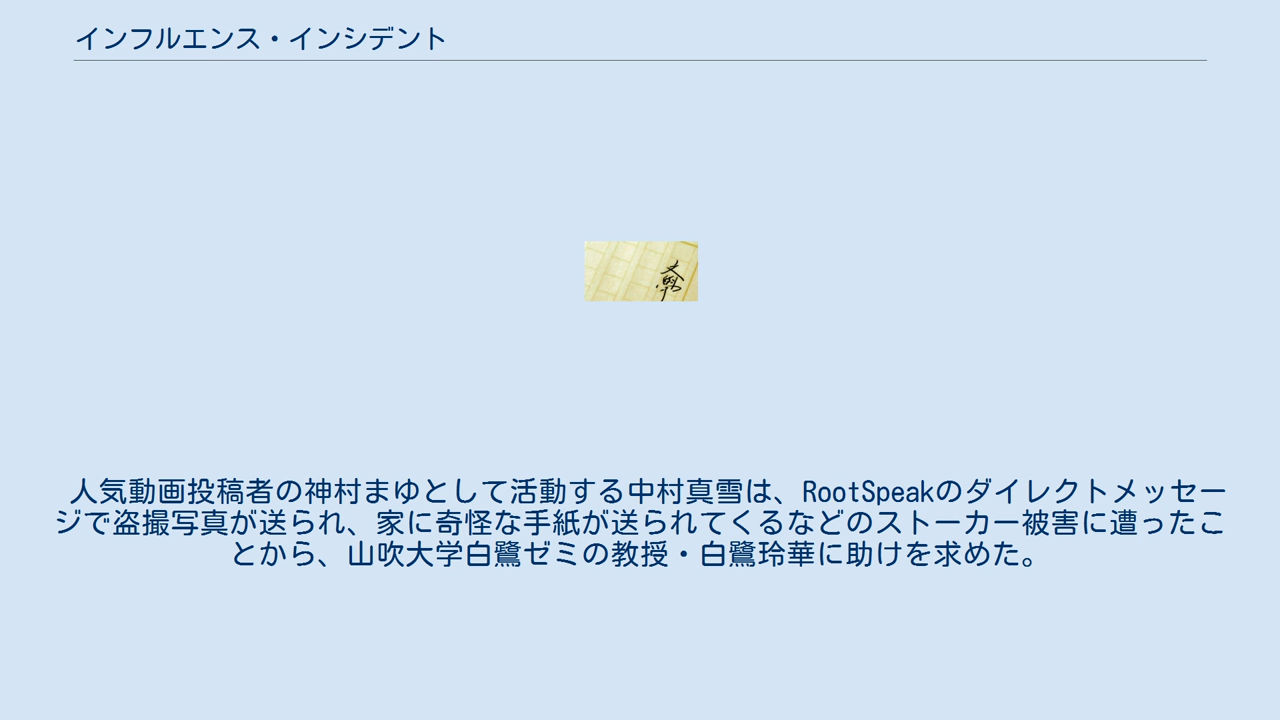 インフルエンス・インシデント
人気動画投稿者の神村まゆとして活動する中村真雪は、RootSpeakのダイレクトメッセー
ジで盗撮写真が送られ、家に奇怪な手紙が送られてくるなどのストーカー被害に遭ったこ
とから、山吹大学白鷺ゼミの教授・白鷺玲華に助けを求めた。